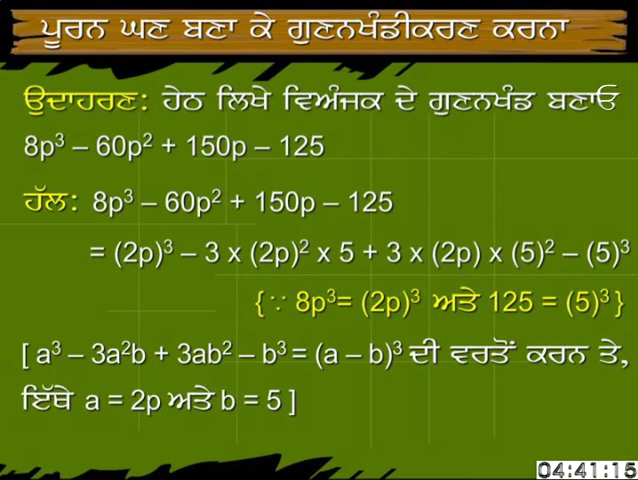 ਪੂਰਨ ਘਣ ਬਣਾ ਕੇ ਗੁਣਨਖੰਡੀਕਰਣ ਕਰਨਾ
ਉਦਾਹਰਣ: ਹੇਠ ਲਿਖੇ ਵਿਅੰਜਕ ਦੇ ਗੁਣਨਖੰਡ ਬਣਾਓ
8p³ – 60p² + 150p – 125
ਹੱਲ: 8p³ – 60p² + 150p – 125
= (2p)³ – 3 x (2p)² x 5 + 3 x (2p) x (5)² – (5)³
{ ∵ 8p³= (2p)³ ਅਤੇ 125 = (5)³ }
[ a³ – 3a²b + 3ab² – b³ = (a – b)³ ਦੀ ਵਰਤੋਂ ਕਰਨ ਤੇ,
ਇੱਥੇ a = 2p ਅਤੇ b = 5 ]
04:41:15